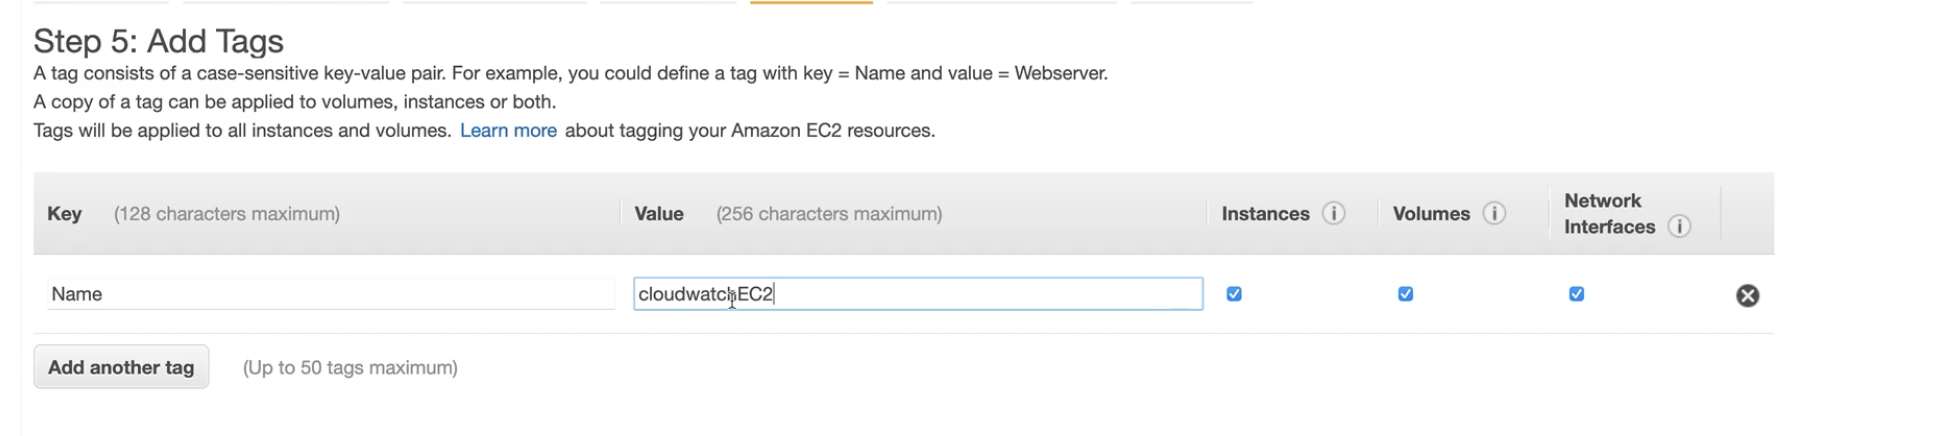 Step 5: Add Tags
A tag consists of a case-sensitive key-value pair. For example, you could define a tag with key = Name and value = Webserver.
A copy of a tag can be applied to volumes, instances or both.
Tags will be applied to all instances and volumes. Learn more about tagging your Amazon EC2 resources.
Key (128 characters maximum) Value (256 characters maximum) Instances i Volumes i Network Interfaces i
Name cloudwatchEC2
Add another tag (Up to 50 tags maximum)